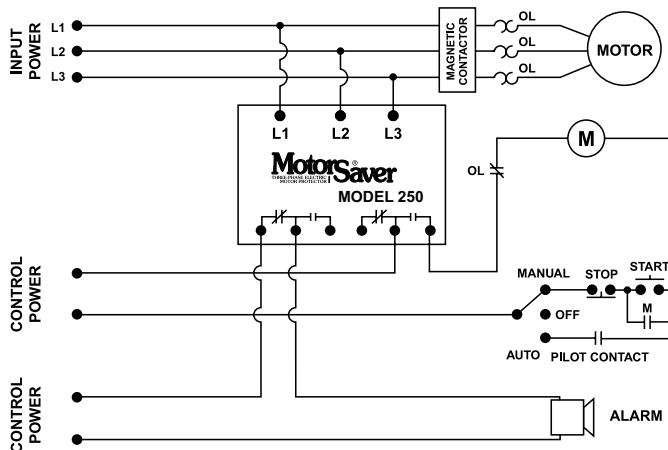 INPUT POWER
L1
L2
L3
MAGNETIC CONTACTOR
OL
OL
OL
MOTOR
L1 L2 L3
MotorSaver®
THREE-PHASE ELECTRIC
MOTOR PROTECTOR
MODEL 250
OL
M
CONTROL POWER
MANUAL
STOP
START
OFF
M
AUTO
PILOT CONTACT
CONTROL POWER
ALARM